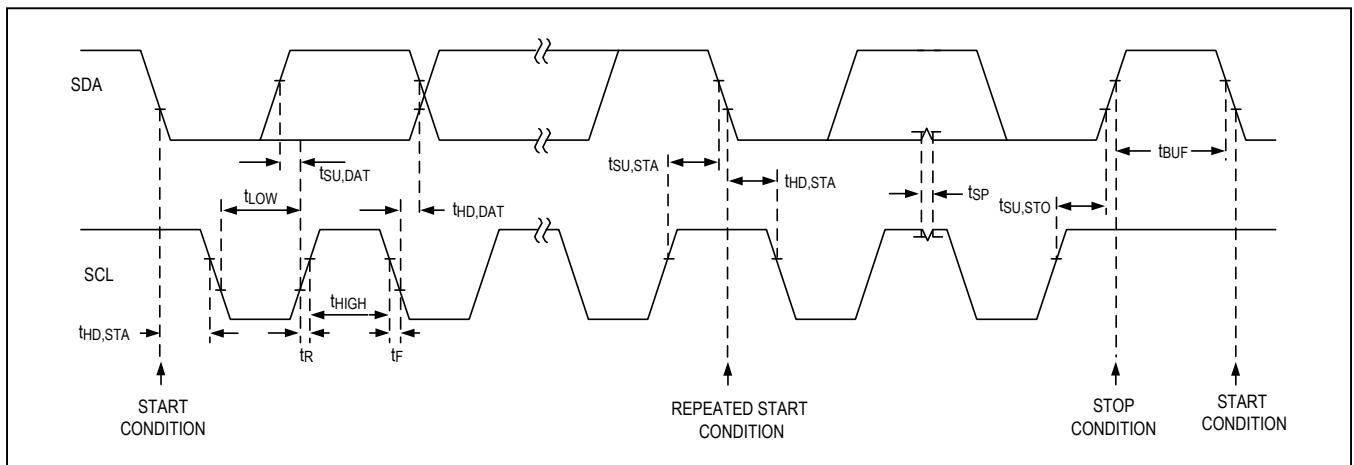 SDA
tSU,DAT
tLOW
tHD,DAT
tSU,STA
tHD,STA
tSP
tSU,STO
tBUF
SCL
tHIGH
tHD,STA
tR
tF
START
CONDITION
REPEATED START
CONDITION
STOP
CONDITION
START
CONDITION